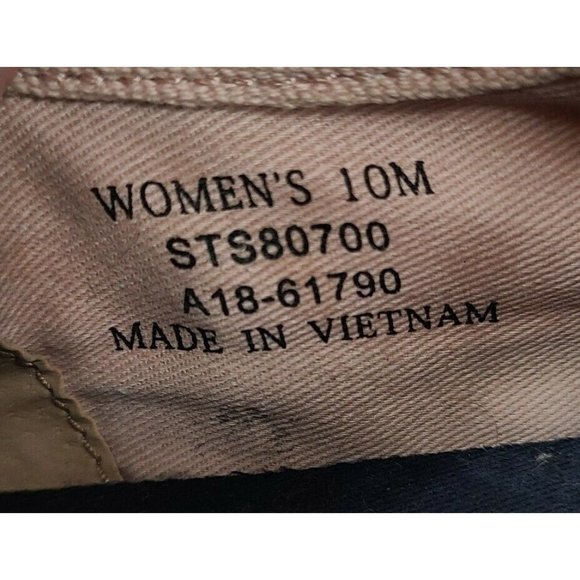 WOMEN'S 10M
STS80700
A18-61790
MADE IN VIETNAM